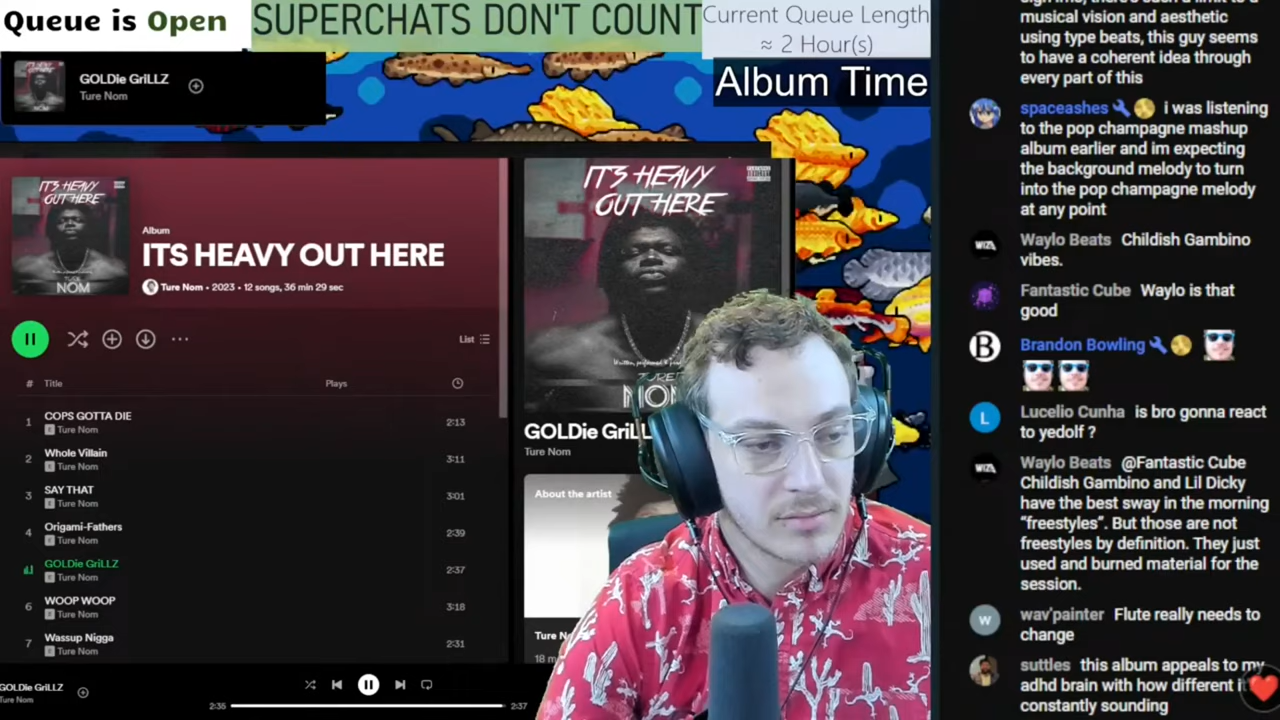 Queue is Open
SUPERCHATS DON'T COUNT
Current Queue Length
≈ 2 Hour(s)
Album Time
GOLDie GriLLZ
Ture Nom
IT'S HEAVY
OUT HERE
NOM
Album
ITS HEAVY OUT HERE
Ture Nom • 2023 • 12 songs, 36 min 29 sec
List
# Title Plays
1 COPS GOTTA DIE 2:13
Ture Nom
2 Whole Villain 3:11
Ture Nom
3 SAY THAT 3:01
Ture Nom
4 Origami-Fathers 2:39
Ture Nom
GOLDie GriLLZ 2:37
Ture Nom
6 WOOP WOOP 3:18
Ture Nom
7 Wassup Nigga 2:31
Ture Nom
IT'S HEAVY
OUT HERE
NOM
GOLDie GriL
Ture Nom
About the artist
Ture N
18 m
GOLDie GriLLZ
Ture Nom
2:35 2:37
musical vision and aesthetic
using type beats, this guy seems
to have a coherent idea through
every part of this
spaceashes i was listening
to the pop champagne mashup
album earlier and im expecting
the background melody to turn
into the pop champagne melody
at any point
Waylo Beats Childish Gambino
vibes.
Fantastic Cube Waylo is that
good
B Brandon Bowling
L Lucelio Cunha is bro gonna react
to yedolf ?
Waylo Beats @Fantastic Cube
Childish Gambino and Lil Dicky
have the best sway in the morning
“freestyles”. But those are not
freestyles by definition. They just
used and burned material for the
session.
w wav'painter Flute really needs to
change
suttles this album appeals to my
adhd brain with how different
constantly sounding